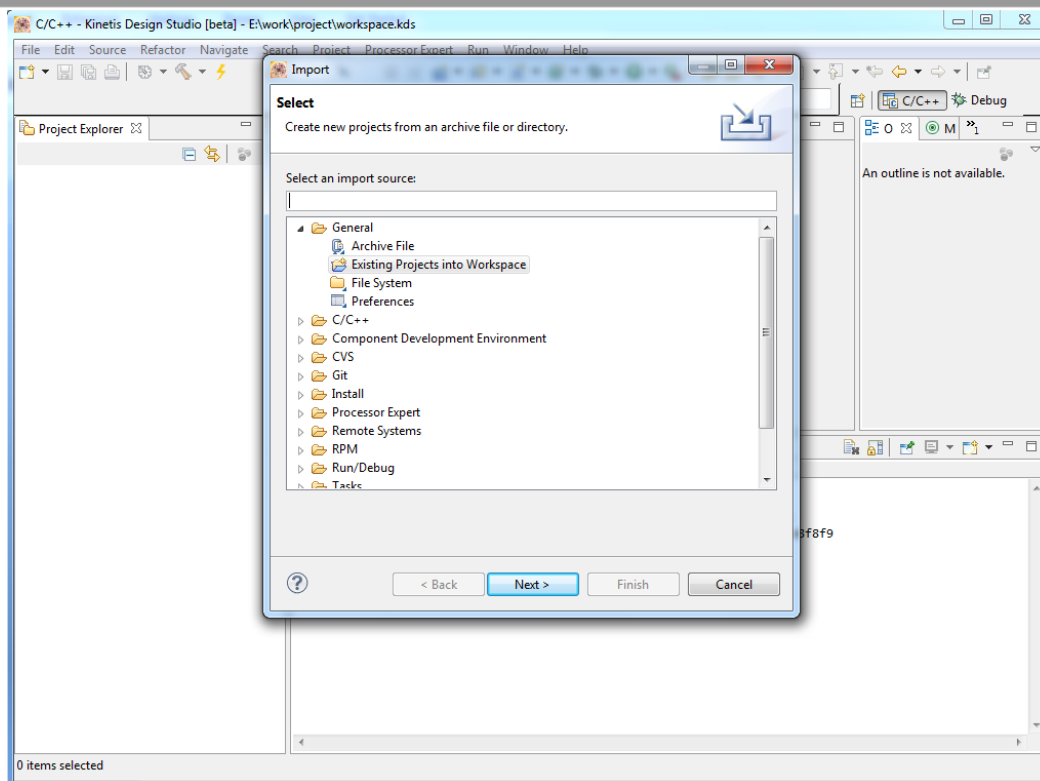 C/C++ - Kinetis Design Studio [beta] - E:\work\project\workspace.kds
File Edit Source Refactor Navigate Search Project Processor Expert Run Window Help
Import
C/C++ Debug
Select
Create new projects from an archive file or directory.
Project Explorer
O M »1
Select an import source:
An outline is not available.
General
Archive File
Existing Projects into Workspace
File System
Preferences
C/C++
Component Development Environment
CVS
Git
Install
Processor Expert
Remote Systems
RPM
Run/Debug
Tasks
8f8f9
? < Back Next > Finish Cancel
0 items selected